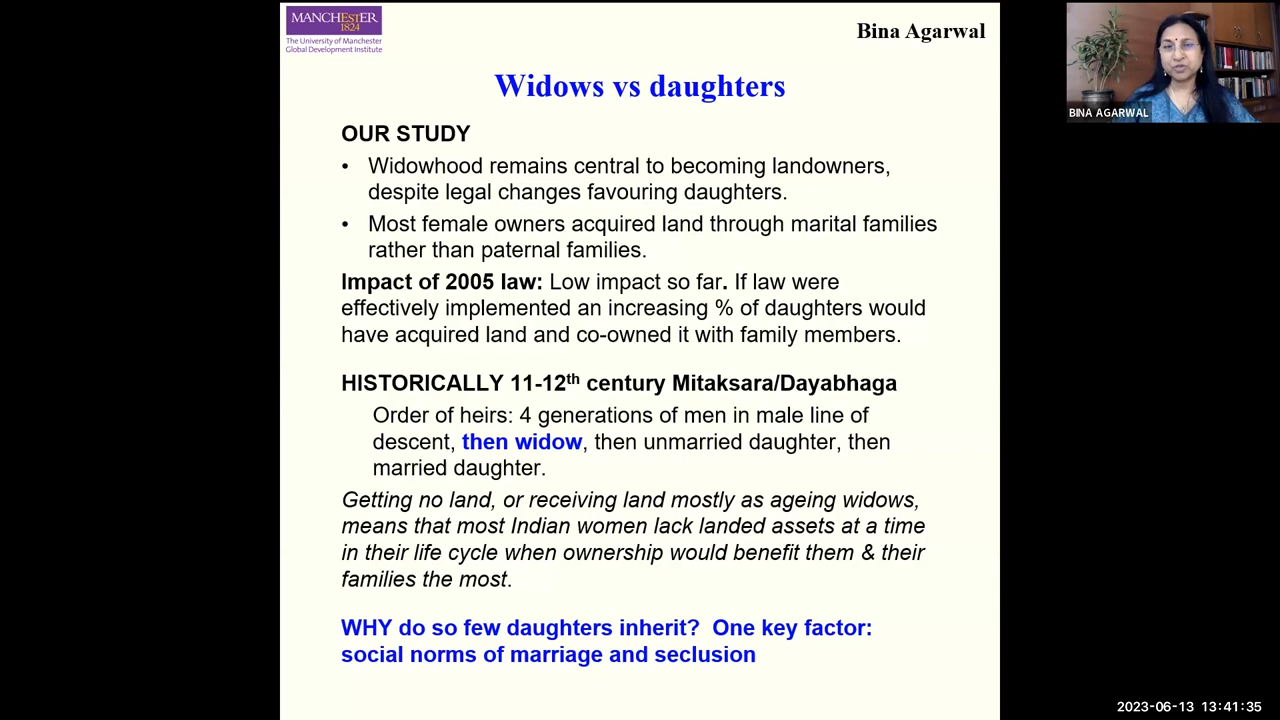 MANCHESTER
1824
The University of Manchester
Global Development Institute
Bina Agarwal
BINA AGARWAL
Widows vs daughters
OUR STUDY
• Widowhood remains central to becoming landowners,
despite legal changes favouring daughters.
• Most female owners acquired land through marital families
rather than paternal families.
Impact of 2005 law: Low impact so far. If law were
effectively implemented an increasing % of daughters would
have acquired land and co-owned it with family members.
HISTORICALLY 11-12th century Mitaksara/Dayabhaga
Order of heirs: 4 generations of men in male line of
descent, then widow, then unmarried daughter, then
married daughter.
Getting no land, or receiving land mostly as ageing widows,
means that most Indian women lack landed assets at a time
in their life cycle when ownership would benefit them & their
families the most.
WHY do so few daughters inherit? One key factor:
social norms of marriage and seclusion
2023-06-13 13:41:35